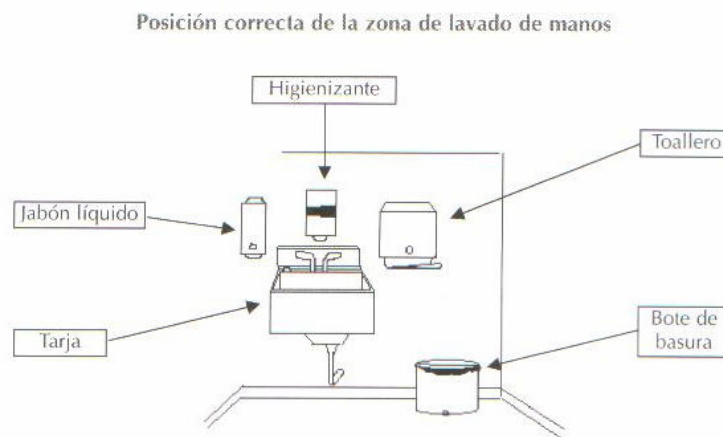 Posición correcta de la zona de lavado de manos
Higienizante
Toallero
Jabón líquido
Tarja
Bote de
basura